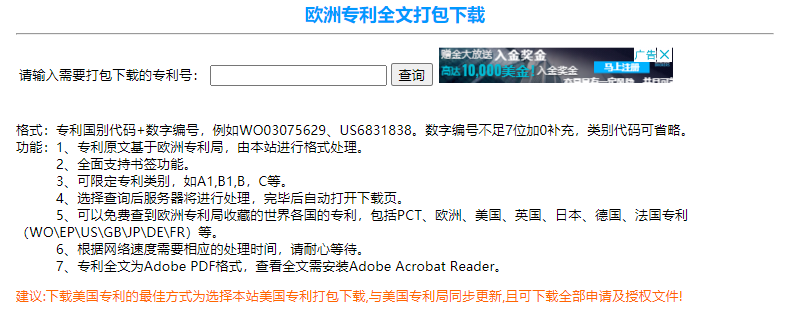 欧洲专利全文打包下载
请输入需要打包下载的专利号：
查询
赠金大放送 入金奖金
高达10,000美金！入金奖金
马上注册
广告
格式：专利国别代码+数字编号，例如WO03075629、US6831838。数字编号不足7位加0补充，类别代码可省略。
功能：1、专利原文基于欧洲专利局，由本站进行格式处理。
2、全面支持书签功能。
3、可限定专利类别，如A1,B1,B，C等。
4、选择查询后服务器将进行处理，完毕后自动打开下载页。
5、可以免费查到欧洲专利局收藏的世界各国的专利，包括PCT、欧洲、美国、英国、日本、德国、法国专利
（WO\EP\US\GB\JP\DE\FR）等。
6、根据网络速度需要相应的处理时间，请耐心等待。
7、专利全文为Adobe PDF格式，查看全文需安装Adobe Acrobat Reader。
建议:下载美国专利的最佳方式为选择本站美国专利打包下载,与美国专利局同步更新,且可下载全部申请及授权文件!